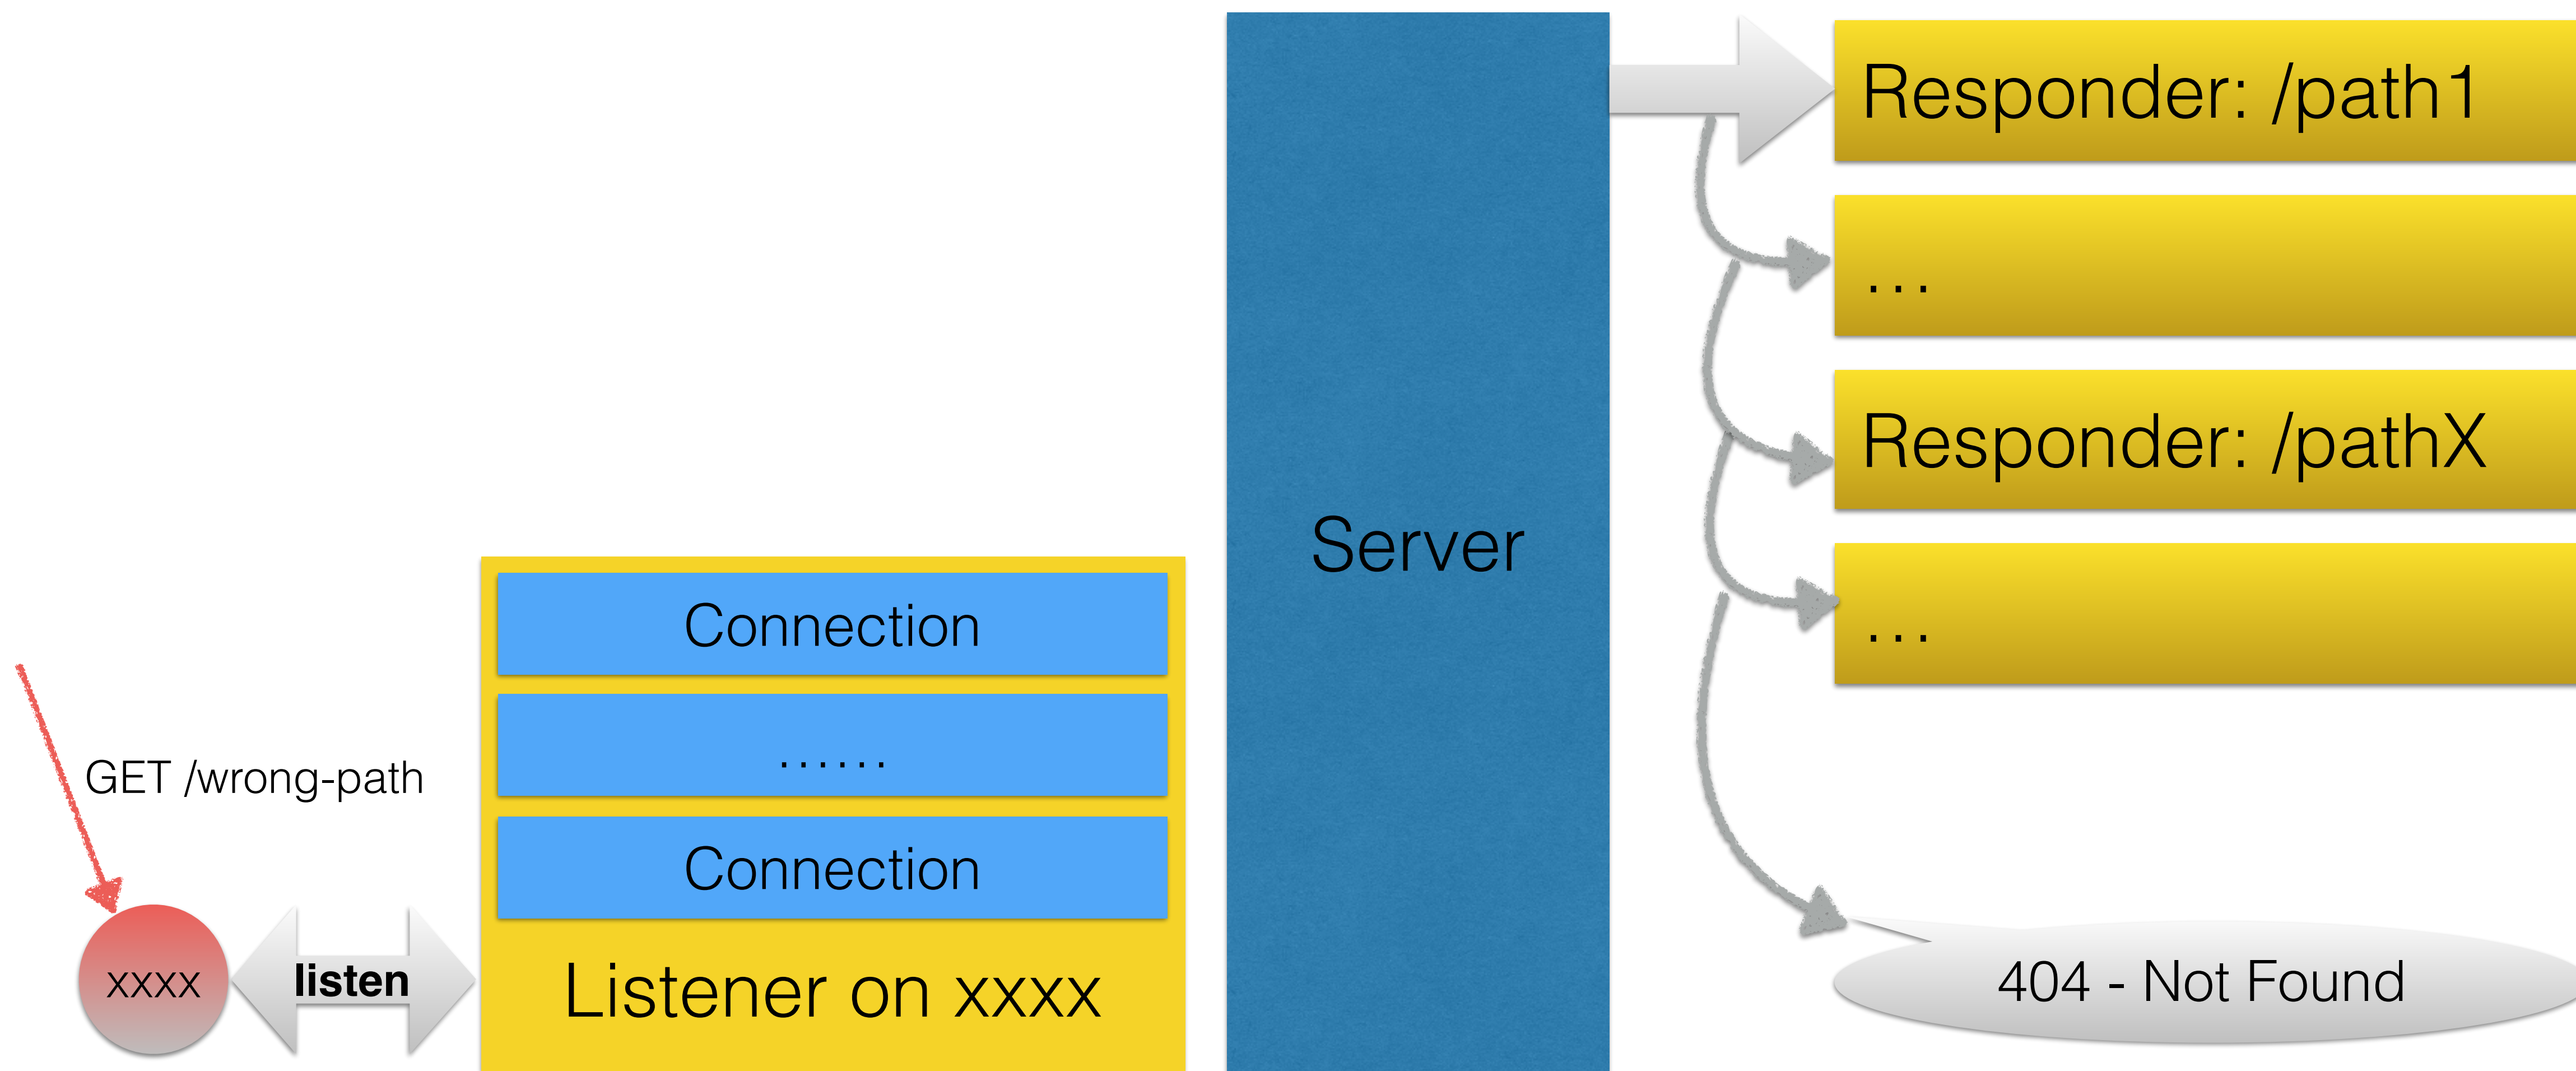 Responder: /path1
...
Responder: /pathX
...
Server
Connection
......
Connection
Listener on xxxx
GET /wrong-path
xxxx
listen
404 - Not Found